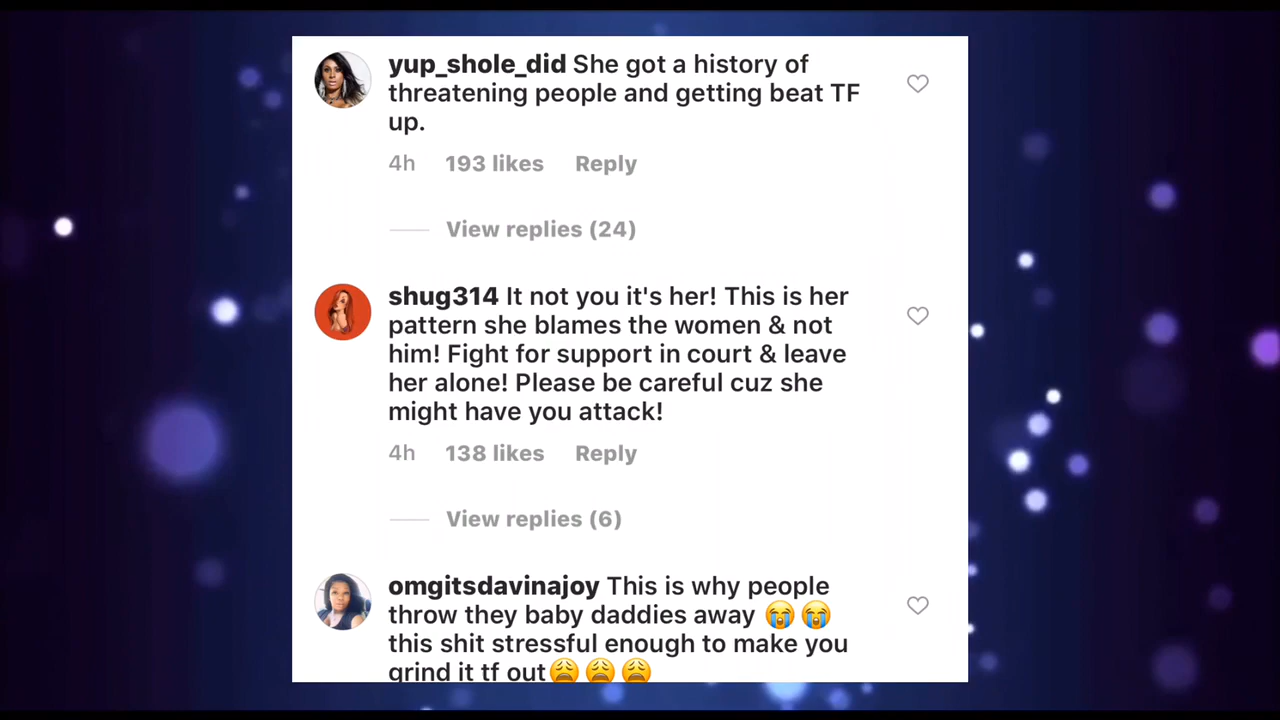 yup_shole_did She got a history of
threatening people and getting beat TF
up.
4h 193 likes Reply
View replies (24)
shug314 It not you it's her! This is her
pattern she blames the women & not
him! Fight for support in court & leave
her alone! Please be careful cuz she
might have you attack!
4h 138 likes Reply
View replies (6)
omgitsdavinajoy This is why people
throw they baby daddies away 😭😭
this shit stressful enough to make you
grind it tf out😩😩😩